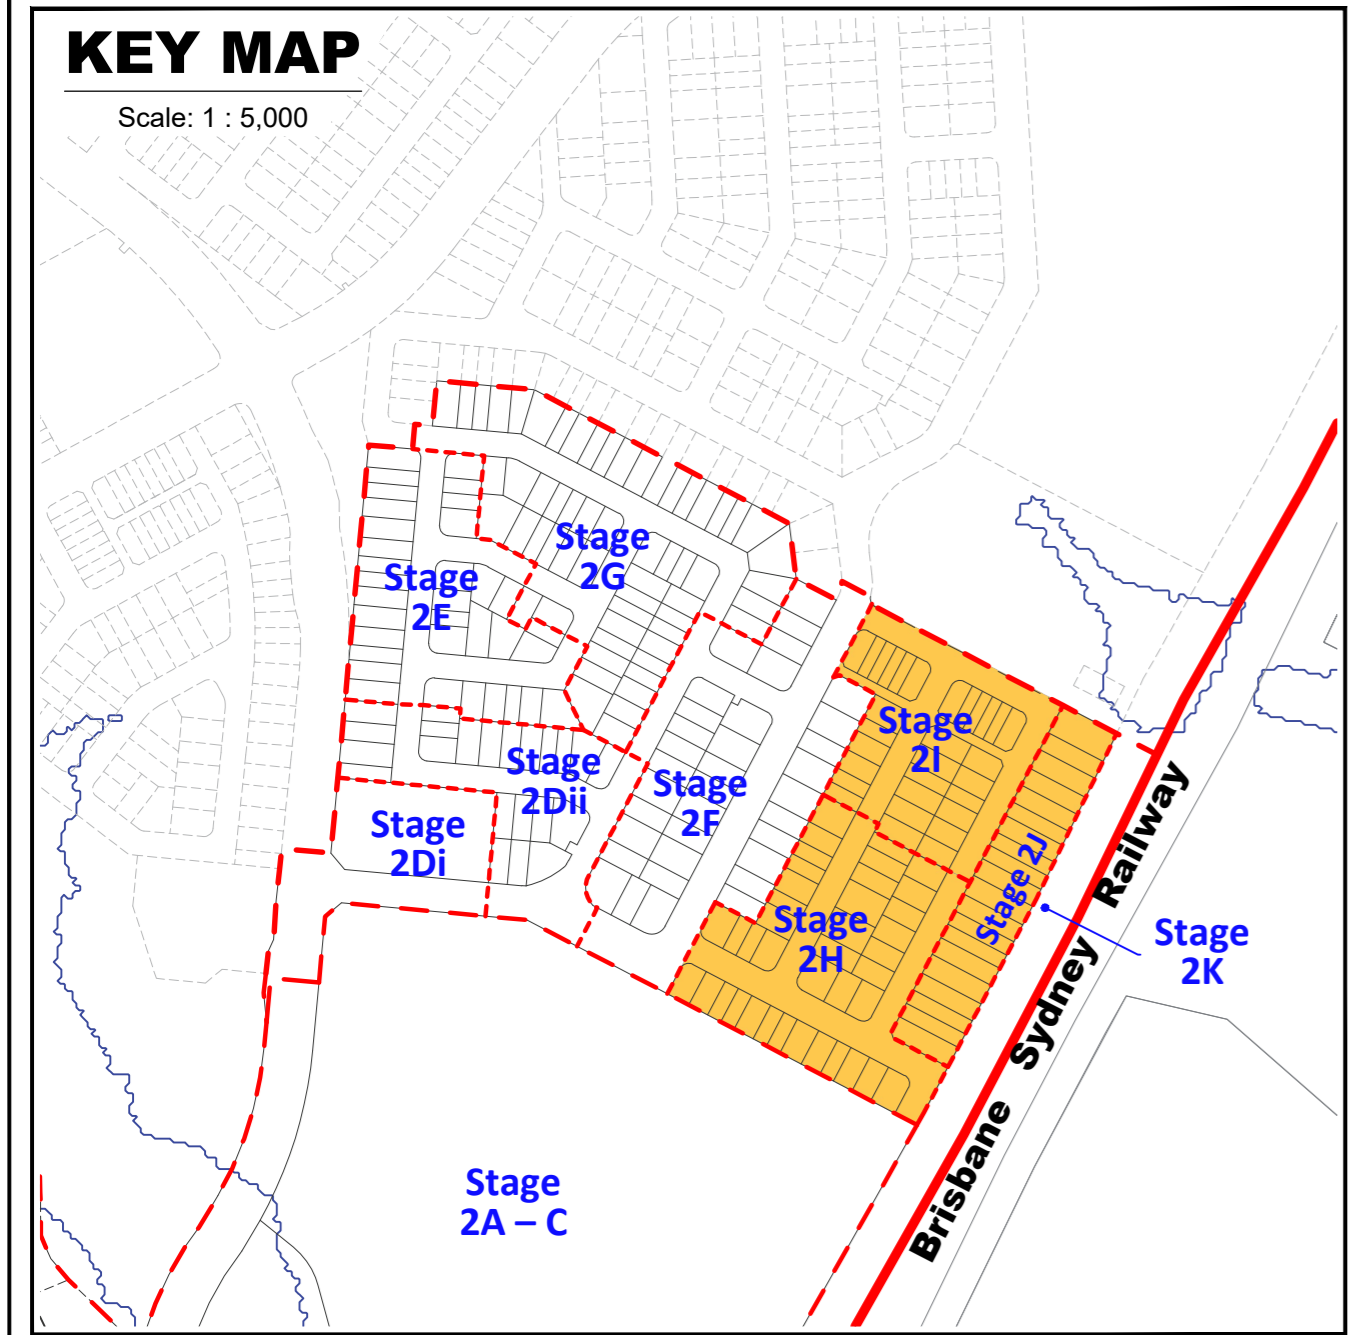 KEY MAP
Scale: 1 : 5,000
Stage
2G
Stage
2E
Stage
2I
Stage
2Dii
Stage
2F
Stage
2Di
Stage 2J
Stage
2H
Stage
2K
Brisbane Sydney Railway
Stage
2A – C